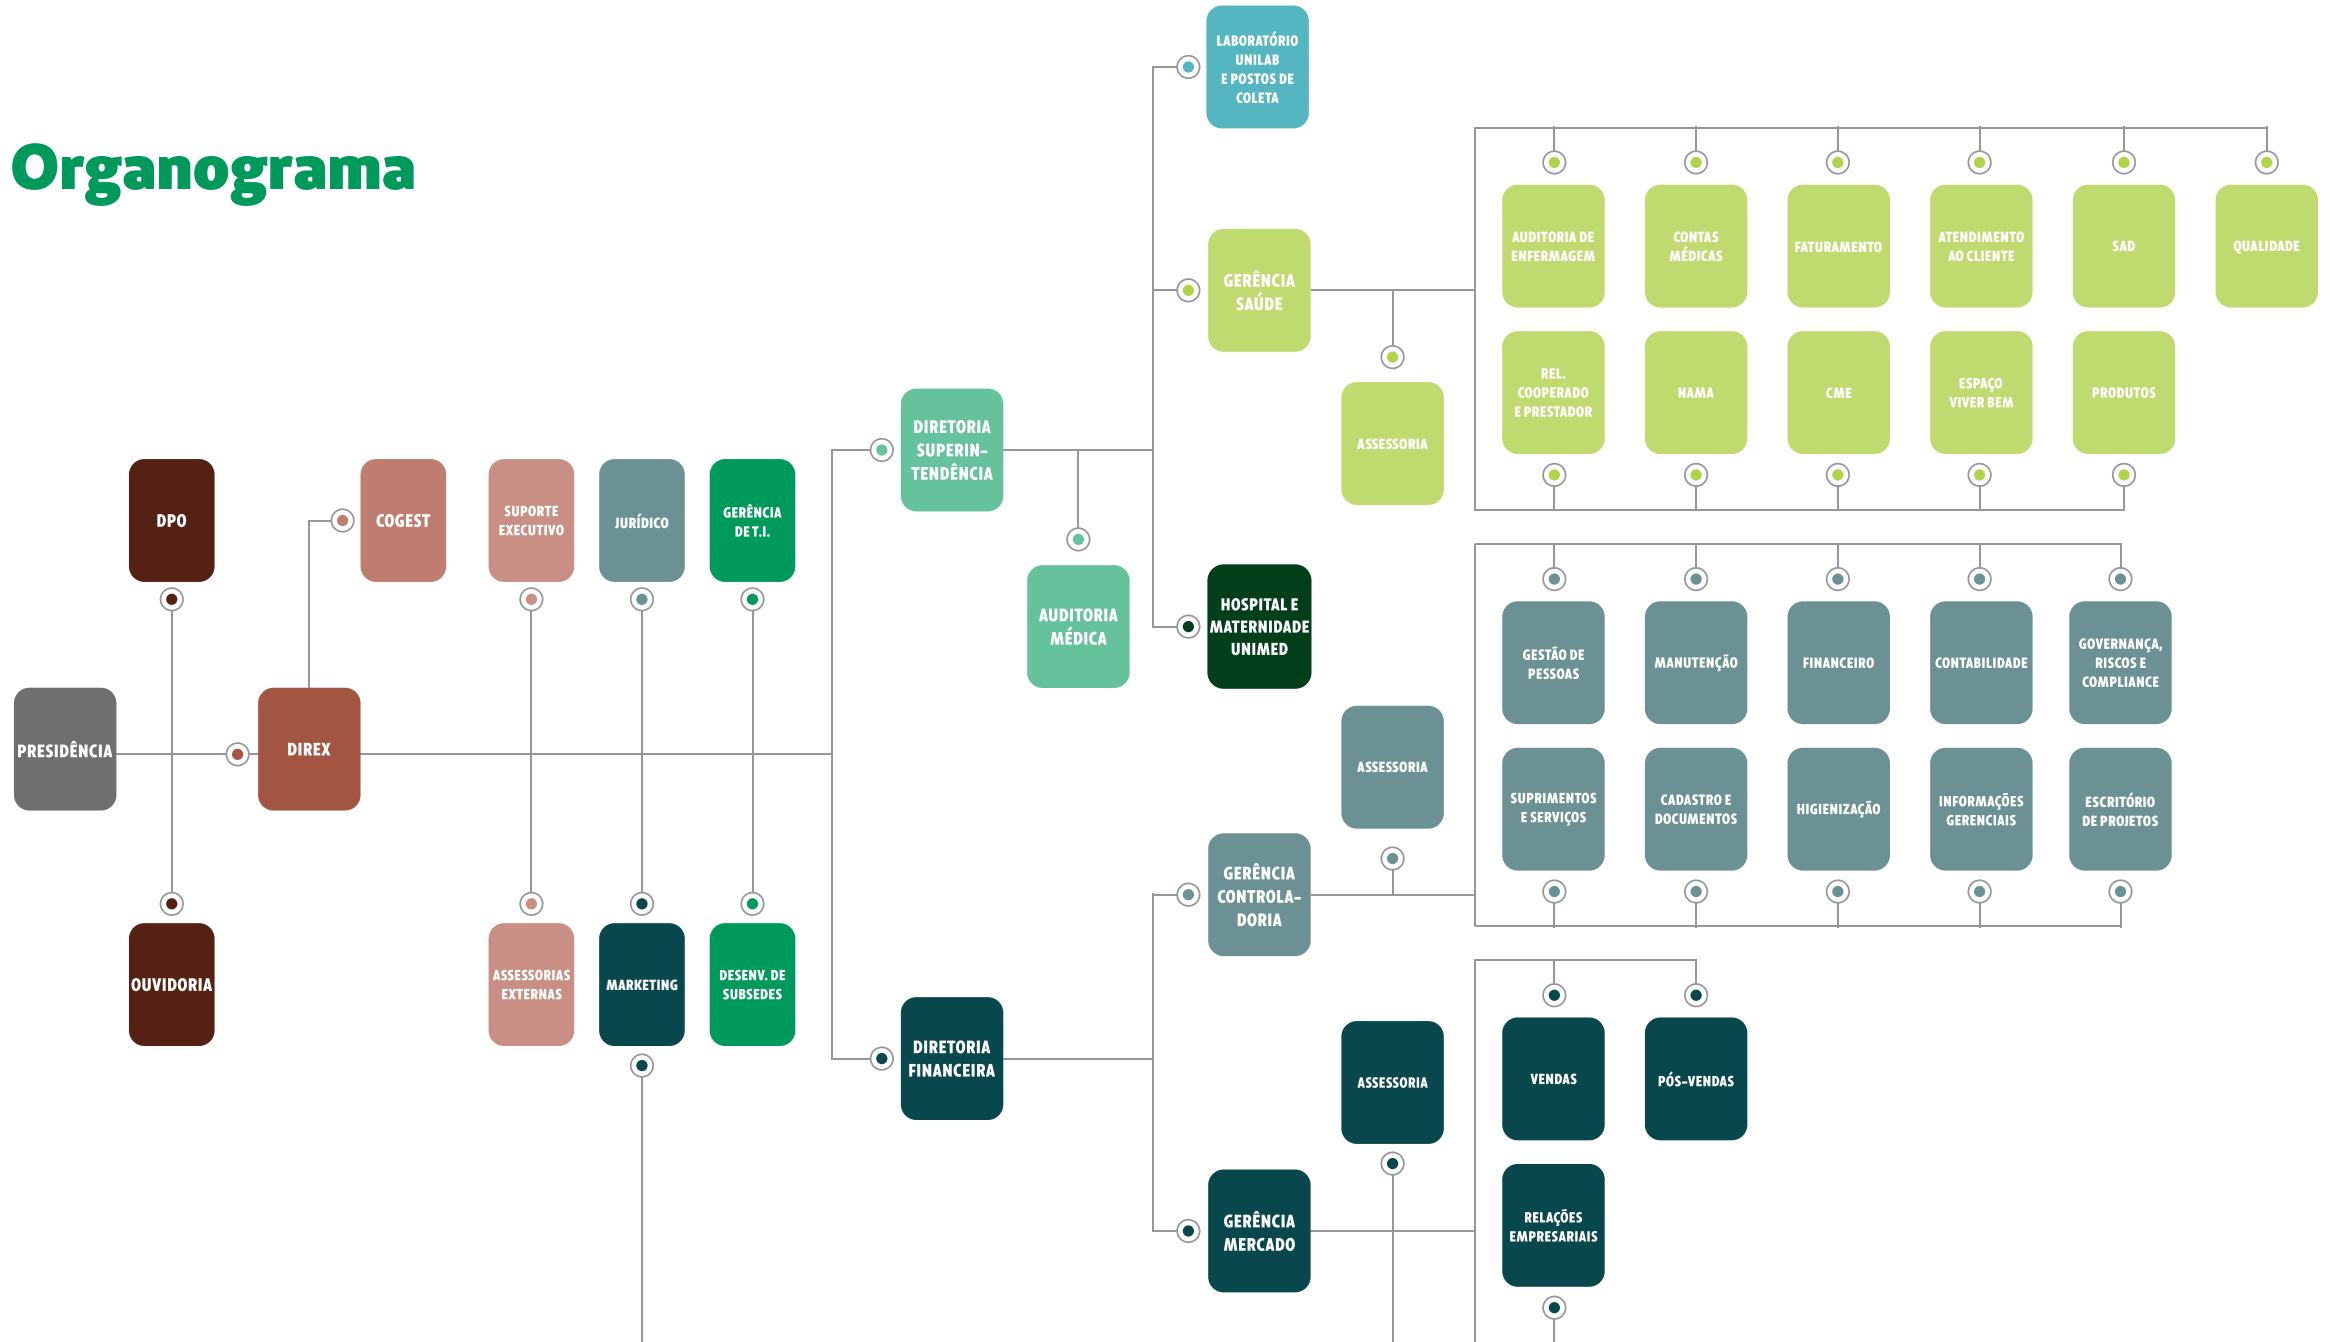 Organograma
LABORATÓRIO
UNILAB
E POSTOS DE
COLETA
AUDITORIA DE
ENFERMAGEM
CONTAS
MÉDICAS
FATURAMENTO
ATENDIMENTO
AO CLIENTE
SAD
QUALIDADE
GERÊNCIA
SAÚDE
REL.
COOPERADO
E PRESTADOR
NAMA
CME
ESPAÇO
VIVER BEM
PRODUTOS
ASSESSORIA
DIRETORIA
SUPERIN-
TENDÊNCIA
DPO
COGEST
SUPORTE
EXECUTIVO
JURÍDICO
GERÊNCIA
DE T.I.
AUDITORIA
MÉDICA
HOSPITAL E
MATERNIDADE
UNIMED
GESTÃO DE
PESSOAS
MANUTENÇÃO
FINANCEIRO
CONTABILIDADE
GOVERNANÇA,
RISCOS E
COMPLIANCE
PRESIDÊNCIA
DIREX
ASSESSORIA
SUPRIMENTOS
E SERVIÇOS
CADASTRO E
DOCUMENTOS
HIGIENIZAÇÃO
INFORMAÇÕES
GERENCIAIS
ESCRITÓRIO
DE PROJETOS
GERÊNCIA
CONTROLA-
DORIA
OUVIDORIA
ASSESSORIAS
EXTERNAS
MARKETING
DESENV. DE
SUBSEDES
DIRETORIA
FINANCEIRA
ASSESSORIA
VENDAS
PÓS-VENDAS
GERÊNCIA
MERCADO
RELAÇÕES
EMPRESARIAIS